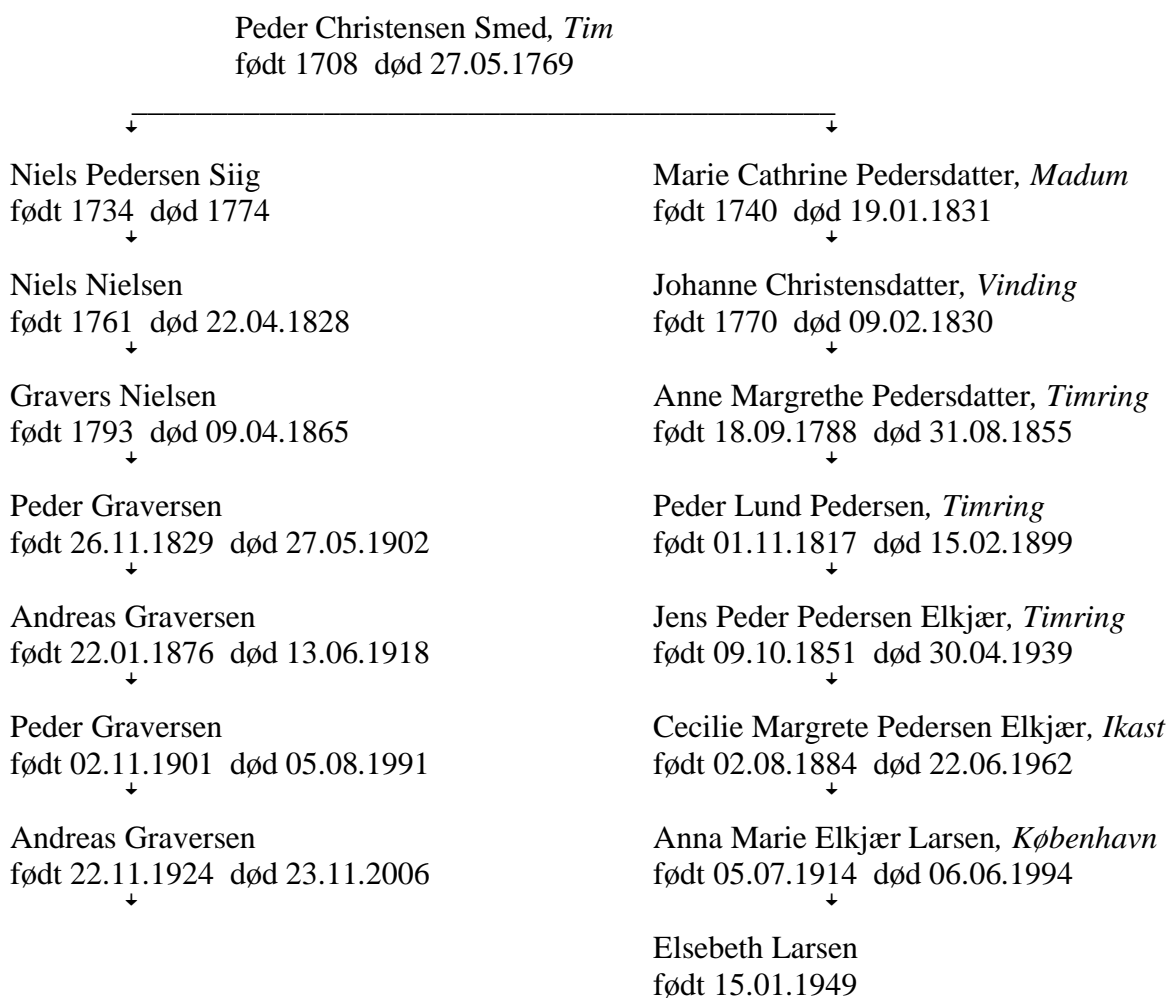 Peder Christensen Smed, Tim
født 1708 død 27.05.1769
Niels Pedersen Siig
født 1734 død 1774
Marie Cathrine Pedersdatter, Madum
født 1740 død 19.01.1831
Niels Nielsen
født 1761 død 22.04.1828
Johanne Christensdatter, Vinding
født 1770 død 09.02.1830
Gravers Nielsen
født 1793 død 09.04.1865
Anne Margrethe Pedersdatter, Timring
født 18.09.1788 død 31.08.1855
Peder Graversen
født 26.11.1829 død 27.05.1902
Peder Lund Pedersen, Timring
født 01.11.1817 død 15.02.1899
Andreas Graversen
født 22.01.1876 død 13.06.1918
Jens Peder Pedersen Elkjær, Timring
født 09.10.1851 død 30.04.1939
Peder Graversen
født 02.11.1901 død 05.08.1991
Cecilie Margrete Pedersen Elkjær, Ikast
født 02.08.1884 død 22.06.1962
Andreas Graversen
født 22.11.1924 død 23.11.2006
Anna Marie Elkjær Larsen, København
født 05.07.1914 død 06.06.1994
Elsebeth Larsen
født 15.01.1949